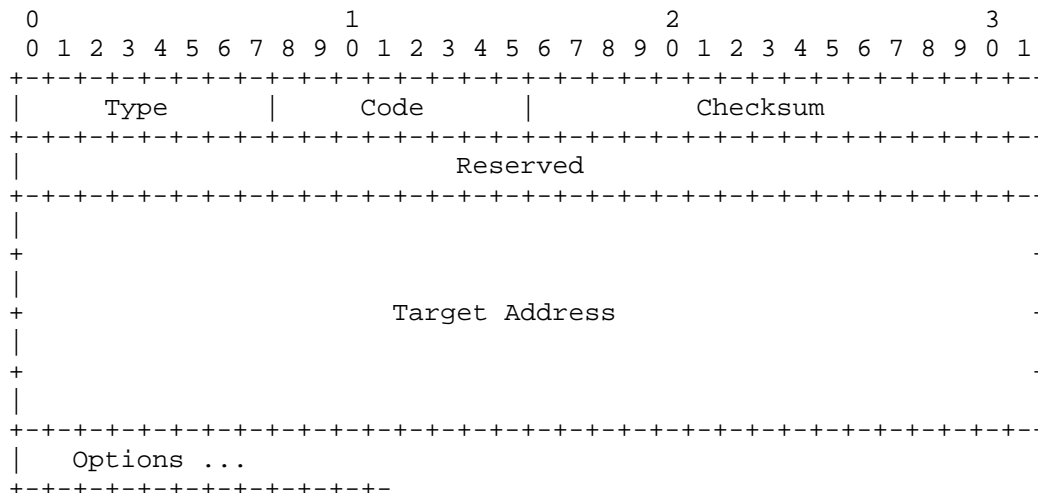 0                   1                   2                   3
 0 1 2 3 4 5 6 7 8 9 0 1 2 3 4 5 6 7 8 9 0 1 2 3 4 5 6 7 8 9 0 1
+-+-+-+-+-+-+-+-+-+-+-+-+-+-+-+-+-+-+-+-+-+-+-+-+-+-+-+-+-+-+-+-
|     Type      |     Code      |          Checksum
+-+-+-+-+-+-+-+-+-+-+-+-+-+-+-+-+-+-+-+-+-+-+-+-+-+-+-+-+-+-+-+-
|                           Reserved
+-+-+-+-+-+-+-+-+-+-+-+-+-+-+-+-+-+-+-+-+-+-+-+-+-+-+-+-+-+-+-+-
|
+                                                               -
|
+                       Target Address                          -
|
+                                                               -
|
+-+-+-+-+-+-+-+-+-+-+-+-+-+-+-+-+-+-+-+-+-+-+-+-+-+-+-+-+-+-+-+-
|   Options ...
+-+-+-+-+-+-+-+-+-+-+-+-